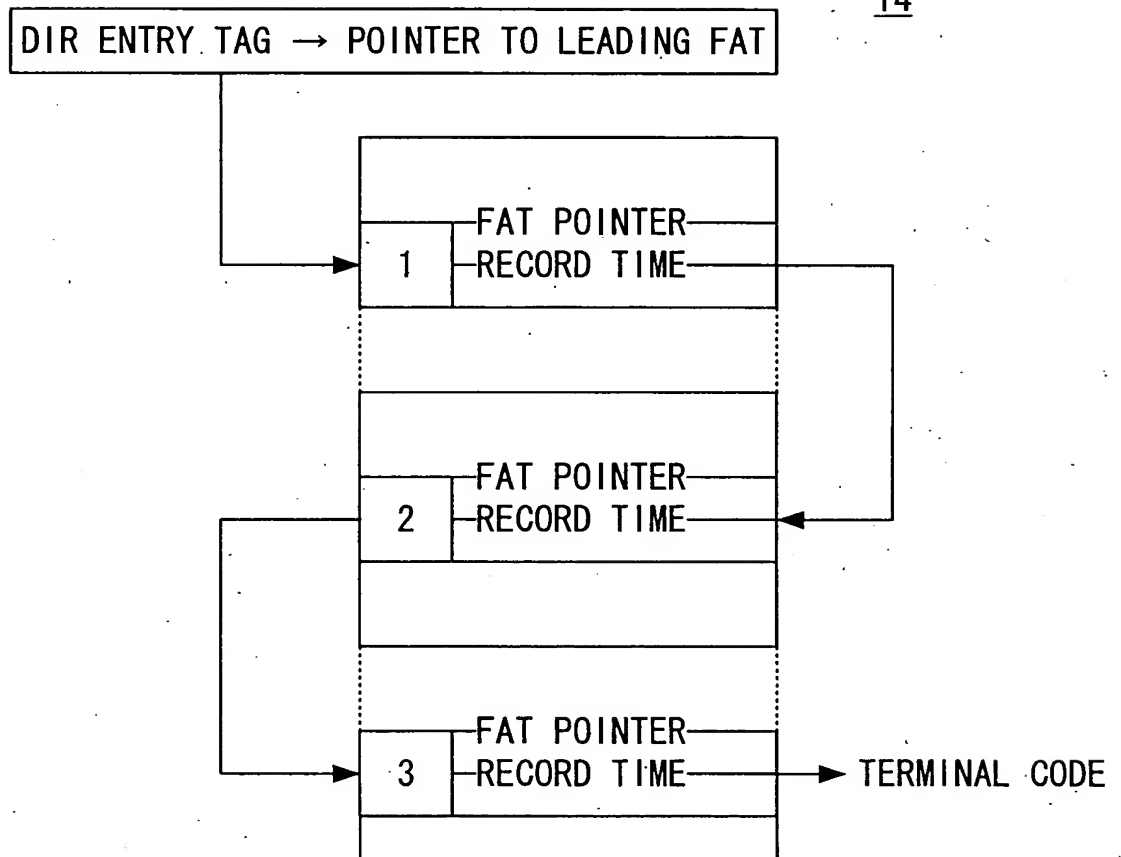 14
DIR ENTRY TAG → POINTER TO LEADING FAT
FAT POINTER
1 RECORD TIME
FAT POINTER
2 RECORD TIME
FAT POINTER
3 RECORD TIME → TERMINAL CODE